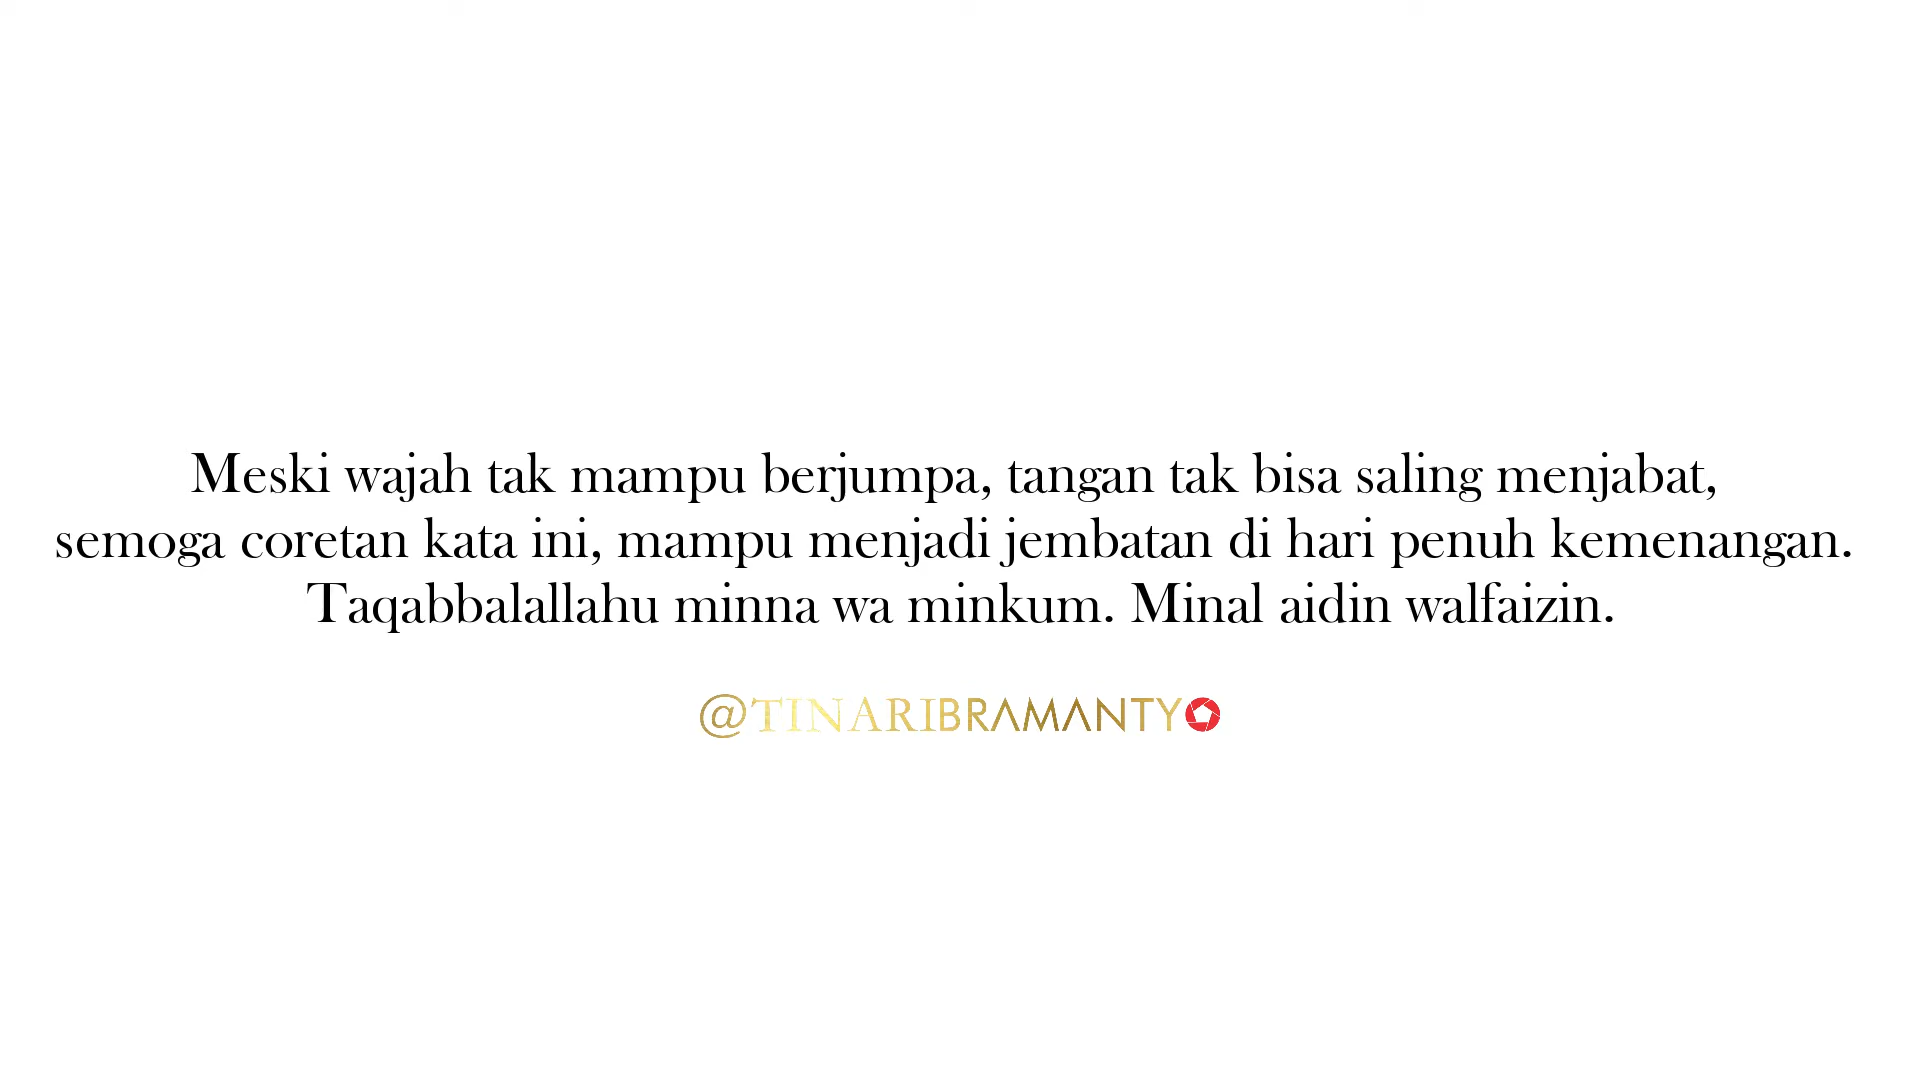 Meski wajah tak mampu berjumpa, tangan tak bisa saling menjabat,
semoga coretan kata ini, mampu menjadi jembatan di hari penuh kemenangan.
Taqabbalallahu minna wa minkum. Minal aidin walfaizin.
@TINARIBRAMANTYO